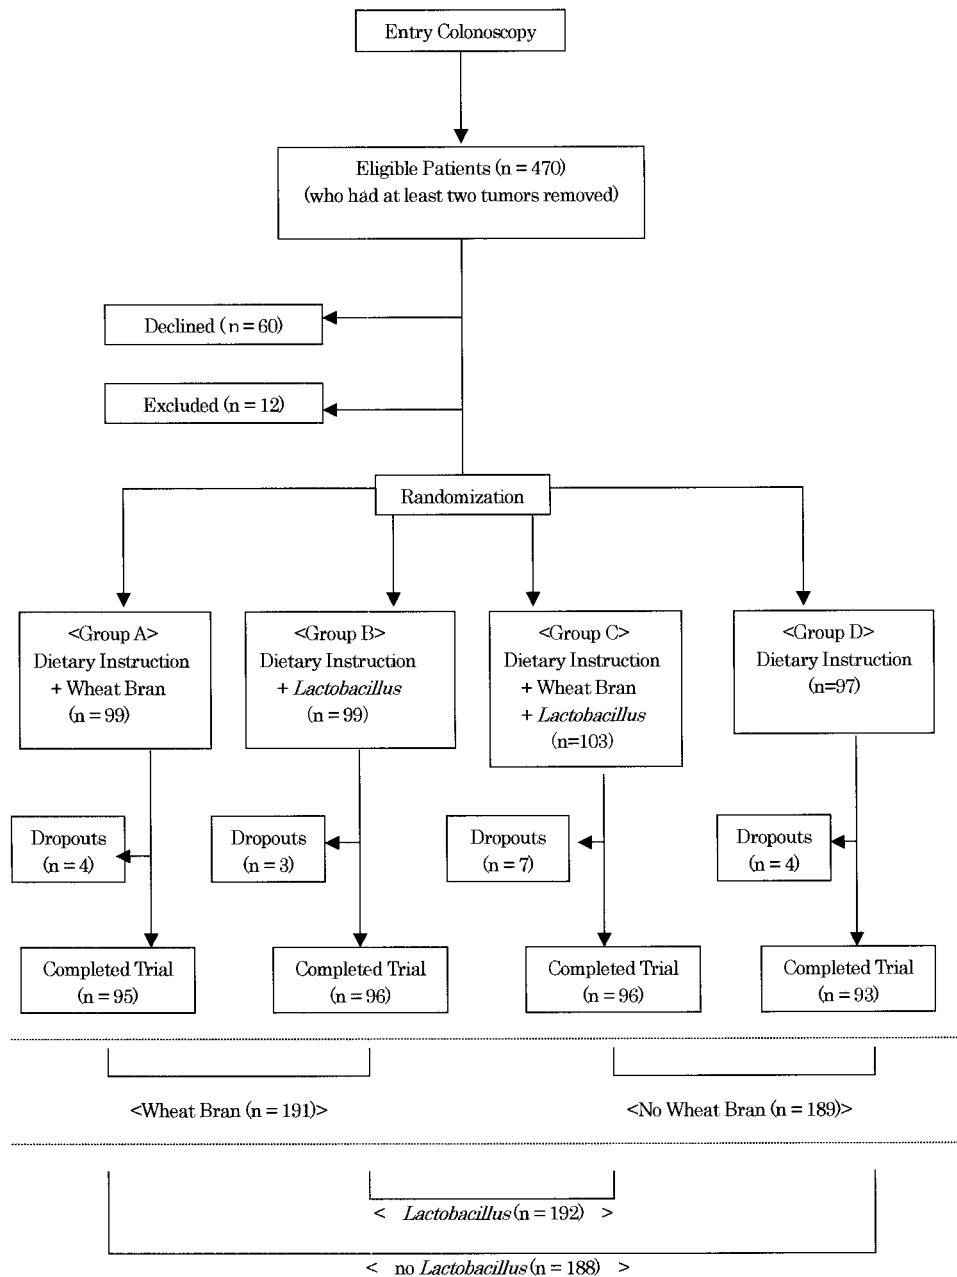 Entry Colonoscopy
Eligible Patients (n = 470)
(who had at least two tumors removed)
Declined (n = 60)
Excluded (n = 12)
Randomization
<Group A>
Dietary Instruction
+ Wheat Bran
(n = 99)
<Group B>
Dietary Instruction
+ Lactobacillus
(n = 99)
<Group C>
Dietary Instruction
+ Wheat Bran
+ Lactobacillus
(n=103)
<Group D>
Dietary Instruction
(n=97)
Dropouts
(n = 4)
Dropouts
(n = 3)
Dropouts
(n = 7)
Dropouts
(n = 4)
Completed Trial
(n = 95)
Completed Trial
(n = 96)
Completed Trial
(n = 96)
Completed Trial
(n = 93)
<Wheat Bran (n = 191)>
<No Wheat Bran (n = 189)>
< Lactobacillus (n = 192) >
< no Lactobacillus (n = 188) >